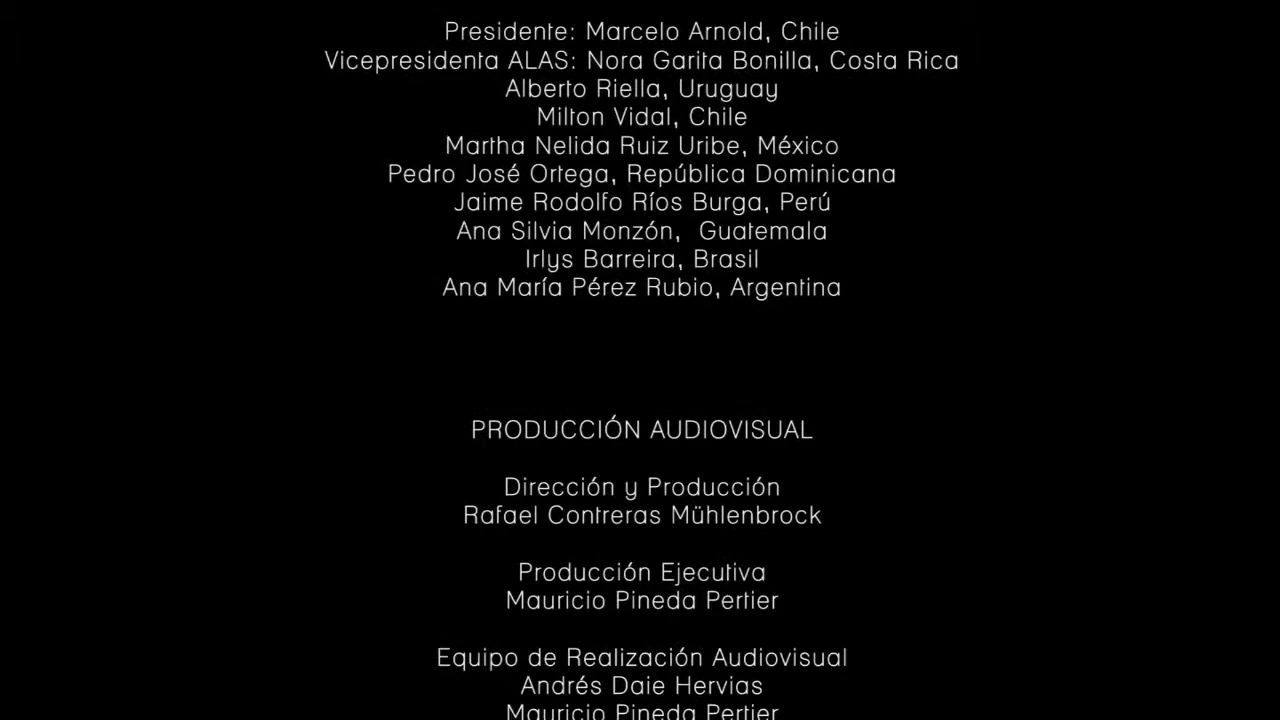 Presidente: Marcelo Arnold, Chile
Vicepresidenta ALAS: Nora Garita Bonilla, Costa Rica
Alberto Riella, Uruguay
Milton Vidal, Chile
Martha Nelida Ruiz Uribe, México
Pedro José Ortega, República Dominicana
Jaime Rodolfo Ríos Burga, Perú
Ana Silvia Monzón,  Guatemala
Irlys Barreira, Brasil
Ana María Pérez Rubio, Argentina
PRODUCCIÓN AUDIOVISUAL
Dirección y Producción
Rafael Contreras Mühlenbrock
Producción Ejecutiva
Mauricio Pineda Pertier
Equipo de Realización Audiovisual
Andrés Daie Hervias
Mauricio Pineda Pertier